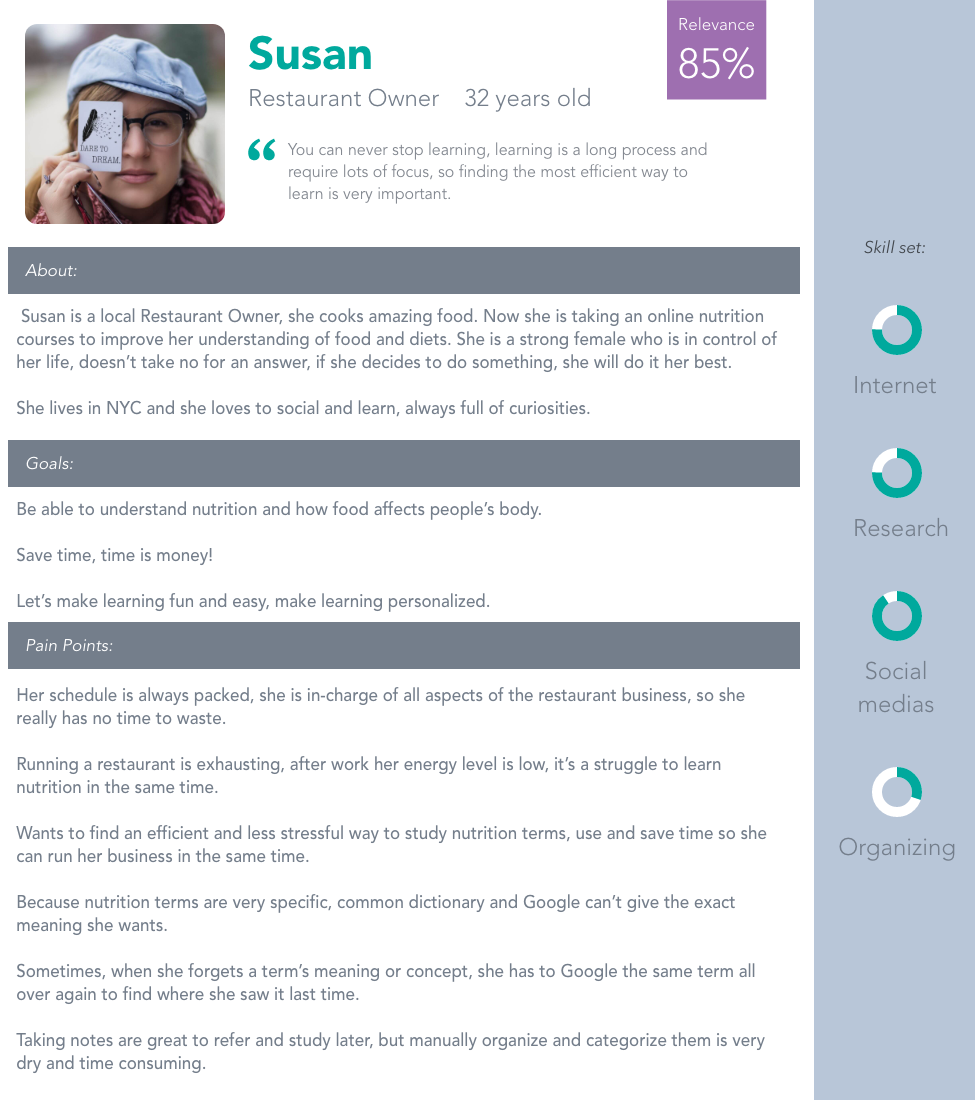 Relevance
85%
Susan
Restaurant Owner 32 years old
“ You can never stop learning, learning is a long process and
require lots of focus, so finding the most efficient way to
learn is very important.
DARE TO
DREAM.
About:
Susan is a local Restaurant Owner, she cooks amazing food. Now she is taking an online nutrition
courses to improve her understanding of food and diets. She is a strong female who is in control of
her life, doesn’t take no for an answer, if she decides to do something, she will do it her best.
She lives in NYC and she loves to social and learn, always full of curiosities.
Goals:
Be able to understand nutrition and how food affects people’s body.
Save time, time is money!
Let’s make learning fun and easy, make learning personalized.
Pain Points:
Her schedule is always packed, she is in-charge of all aspects of the restaurant business, so she
really has no time to waste.
Running a restaurant is exhausting, after work her energy level is low, it’s a struggle to learn
nutrition in the same time.
Wants to find an efficient and less stressful way to study nutrition terms, use and save time so she
can run her business in the same time.
Because nutrition terms are very specific, common dictionary and Google can’t give the exact
meaning she wants.
Sometimes, when she forgets a term’s meaning or concept, she has to Google the same term all
over again to find where she saw it last time.
Taking notes are great to refer and study later, but manually organize and categorize them is very
dry and time consuming.
Skill set:
Internet
Research
Social
medias
Organizing